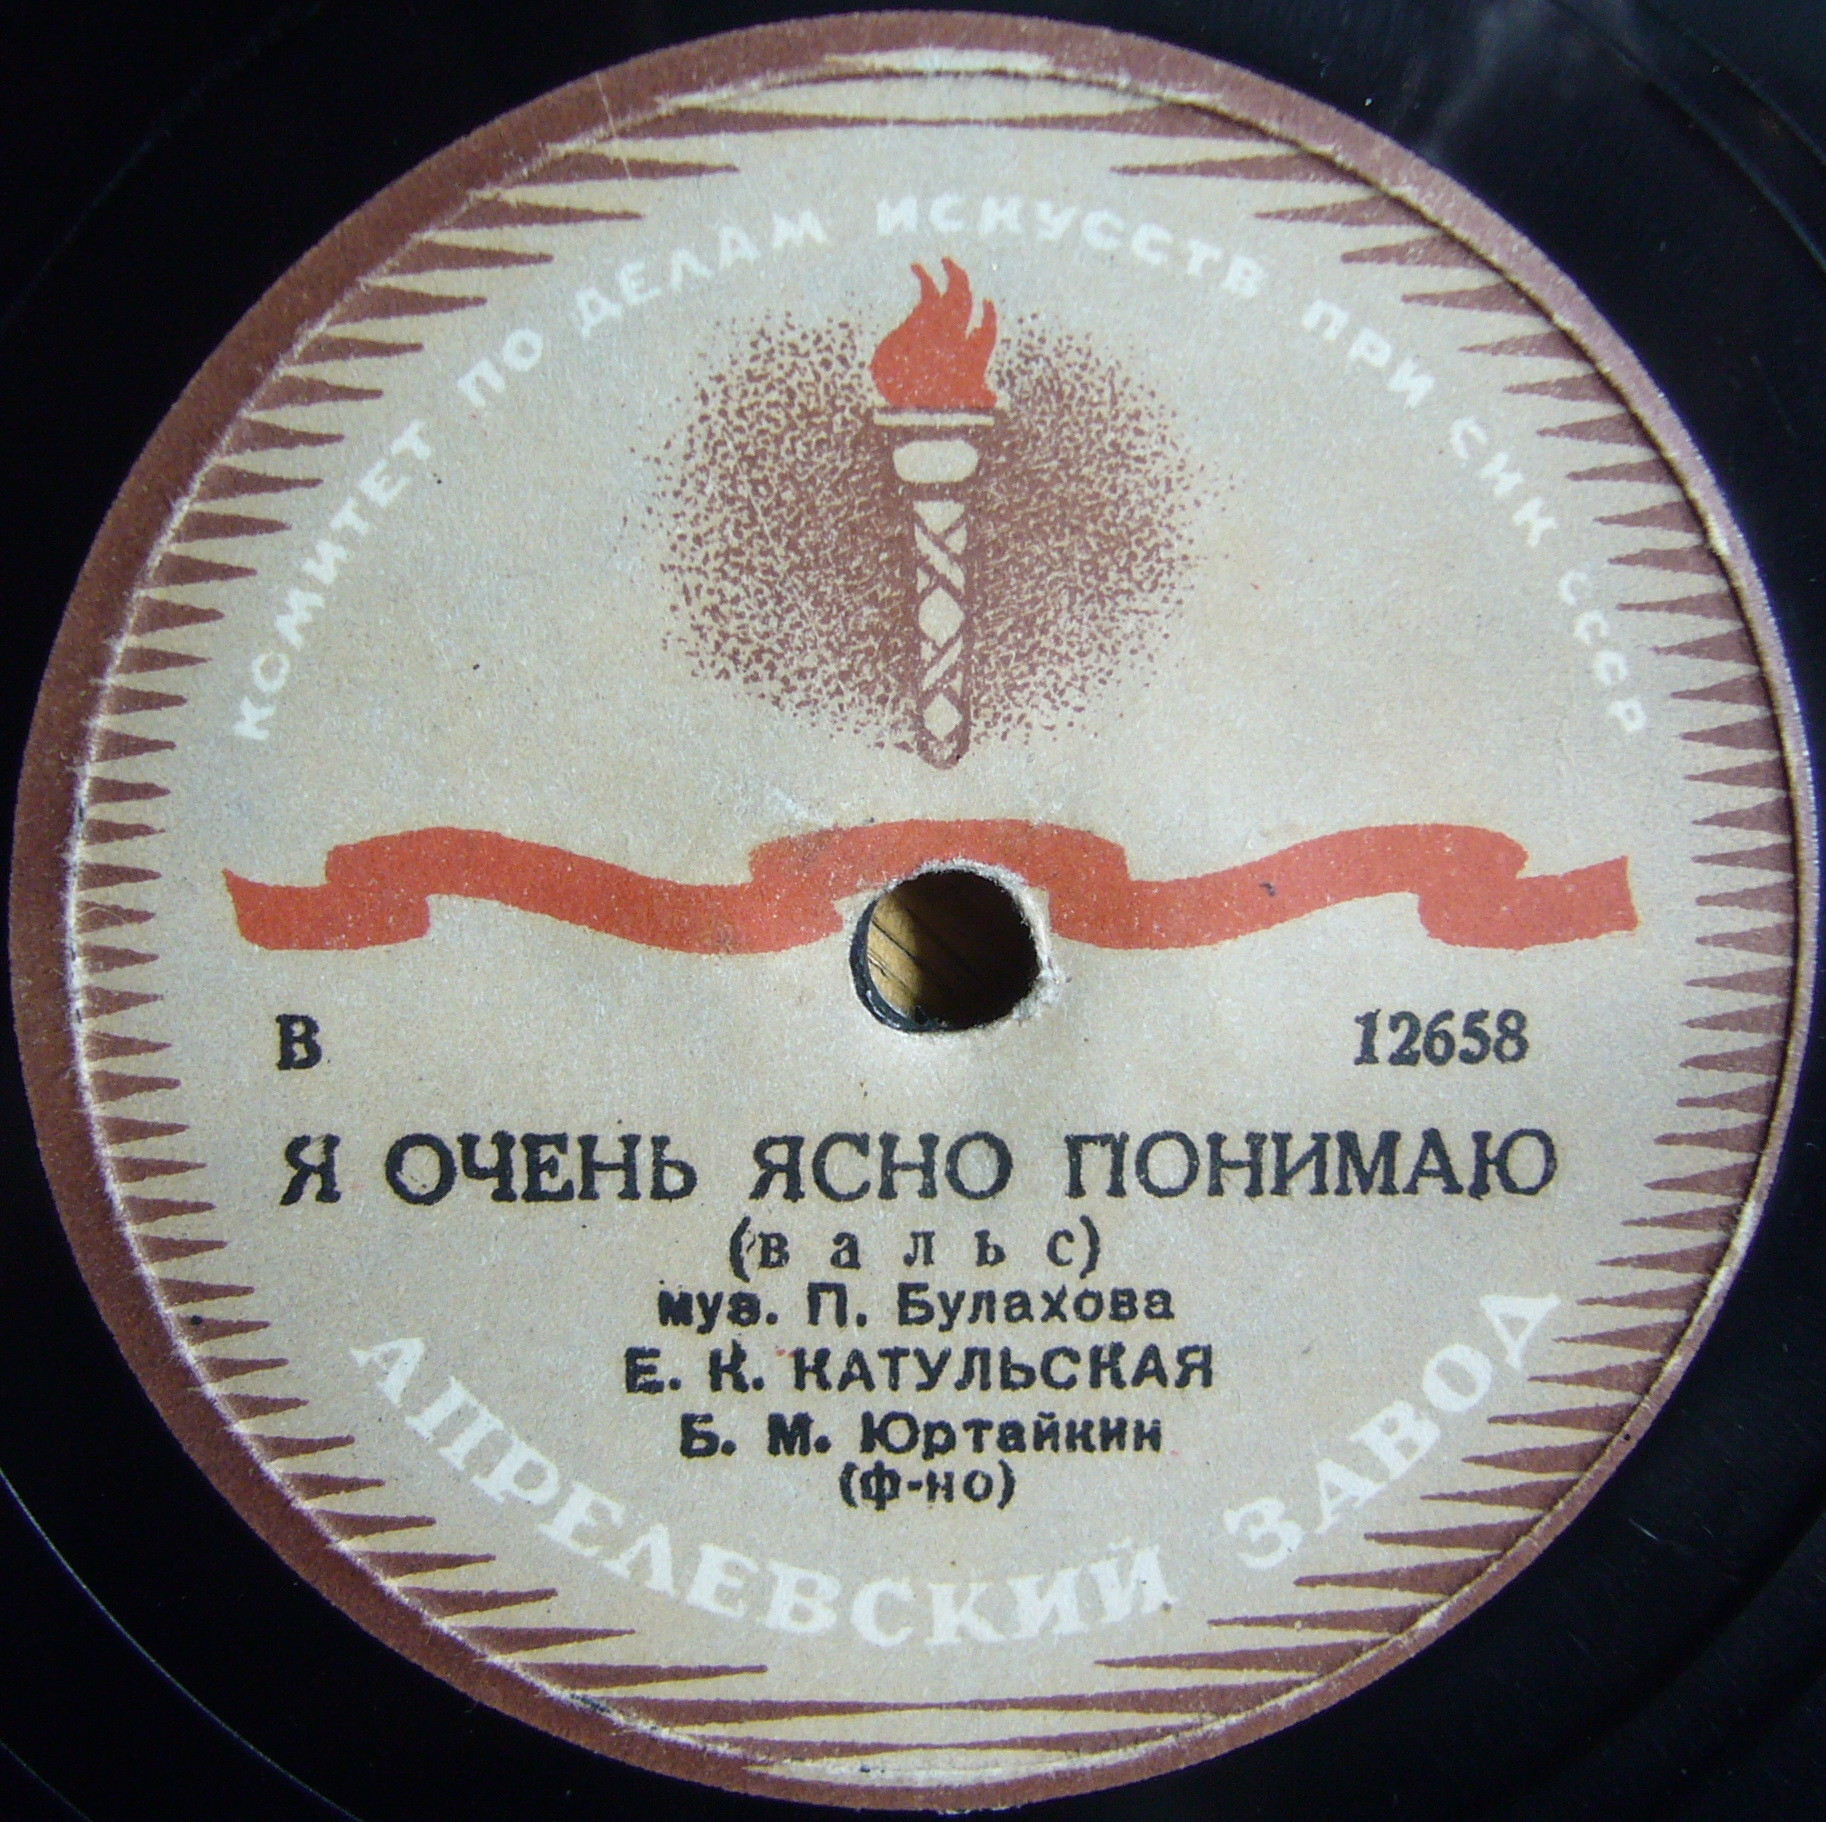 КОМИТЕТ ПО ДЕЛАМ ИСКУССТВ ПРИ СНК СССР
В 12658
Я ОЧЕНЬ ЯСНО ПОНИМАЮ
(вальс)
муз. П. Булахова
Е. К. КАТУЛЬСКАЯ
Б. М. Юртайкин
(ф-но)
АПРЕЛЕВСКИЙ ЗАВОД